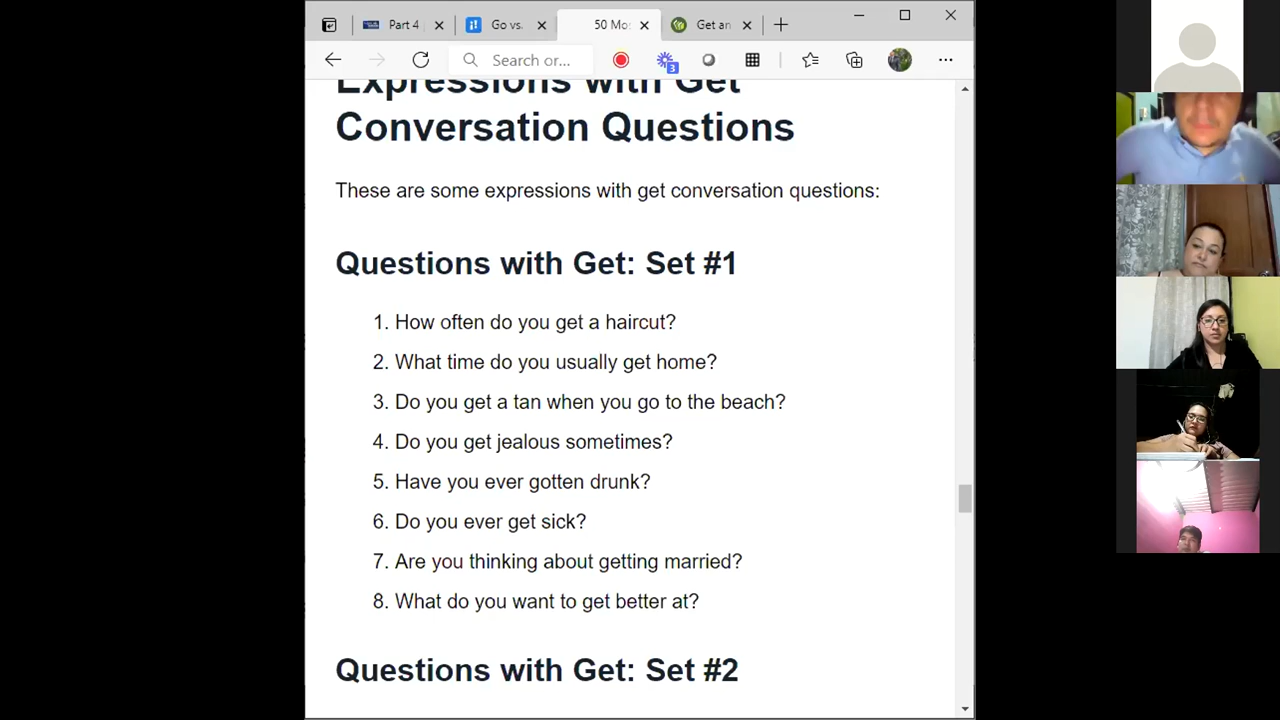 Part 4
Go vs.
50 Mo
Get an
Search or...
3
Expressions with Get
Conversation Questions
These are some expressions with get conversation questions:
Questions with Get: Set #1
1. How often do you get a haircut?
2. What time do you usually get home?
3. Do you get a tan when you go to the beach?
4. Do you get jealous sometimes?
5. Have you ever gotten drunk?
6. Do you ever get sick?
7. Are you thinking about getting married?
8. What do you want to get better at?
Questions with Get: Set #2